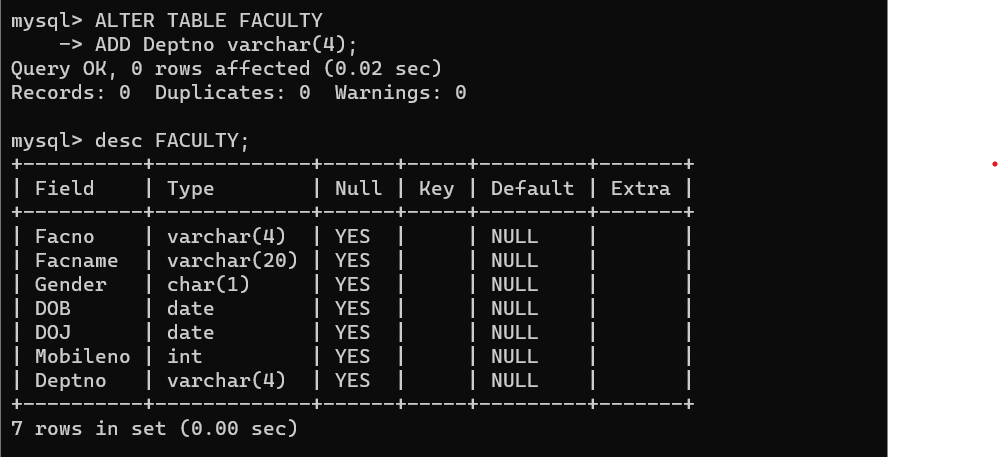 mysql> ALTER TABLE FACULTY
    -> ADD Deptno varchar(4);
Query OK, 0 rows affected (0.02 sec)
Records: 0  Duplicates: 0  Warnings: 0

mysql> desc FACULTY;
+----------+-------------+------+-----+---------+-------+
| Field    | Type        | Null | Key | Default | Extra |
+----------+-------------+------+-----+---------+-------+
| Facno    | varchar(4)  | YES  |     | NULL    |       |
| Facname  | varchar(20) | YES  |     | NULL    |       |
| Gender   | char(1)     | YES  |     | NULL    |       |
| DOB      | date        | YES  |     | NULL    |       |
| DOJ      | date        | YES  |     | NULL    |       |
| Mobileno | int         | YES  |     | NULL    |       |
| Deptno   | varchar(4)  | YES  |     | NULL    |       |
+----------+-------------+------+-----+---------+-------+
7 rows in set (0.00 sec)